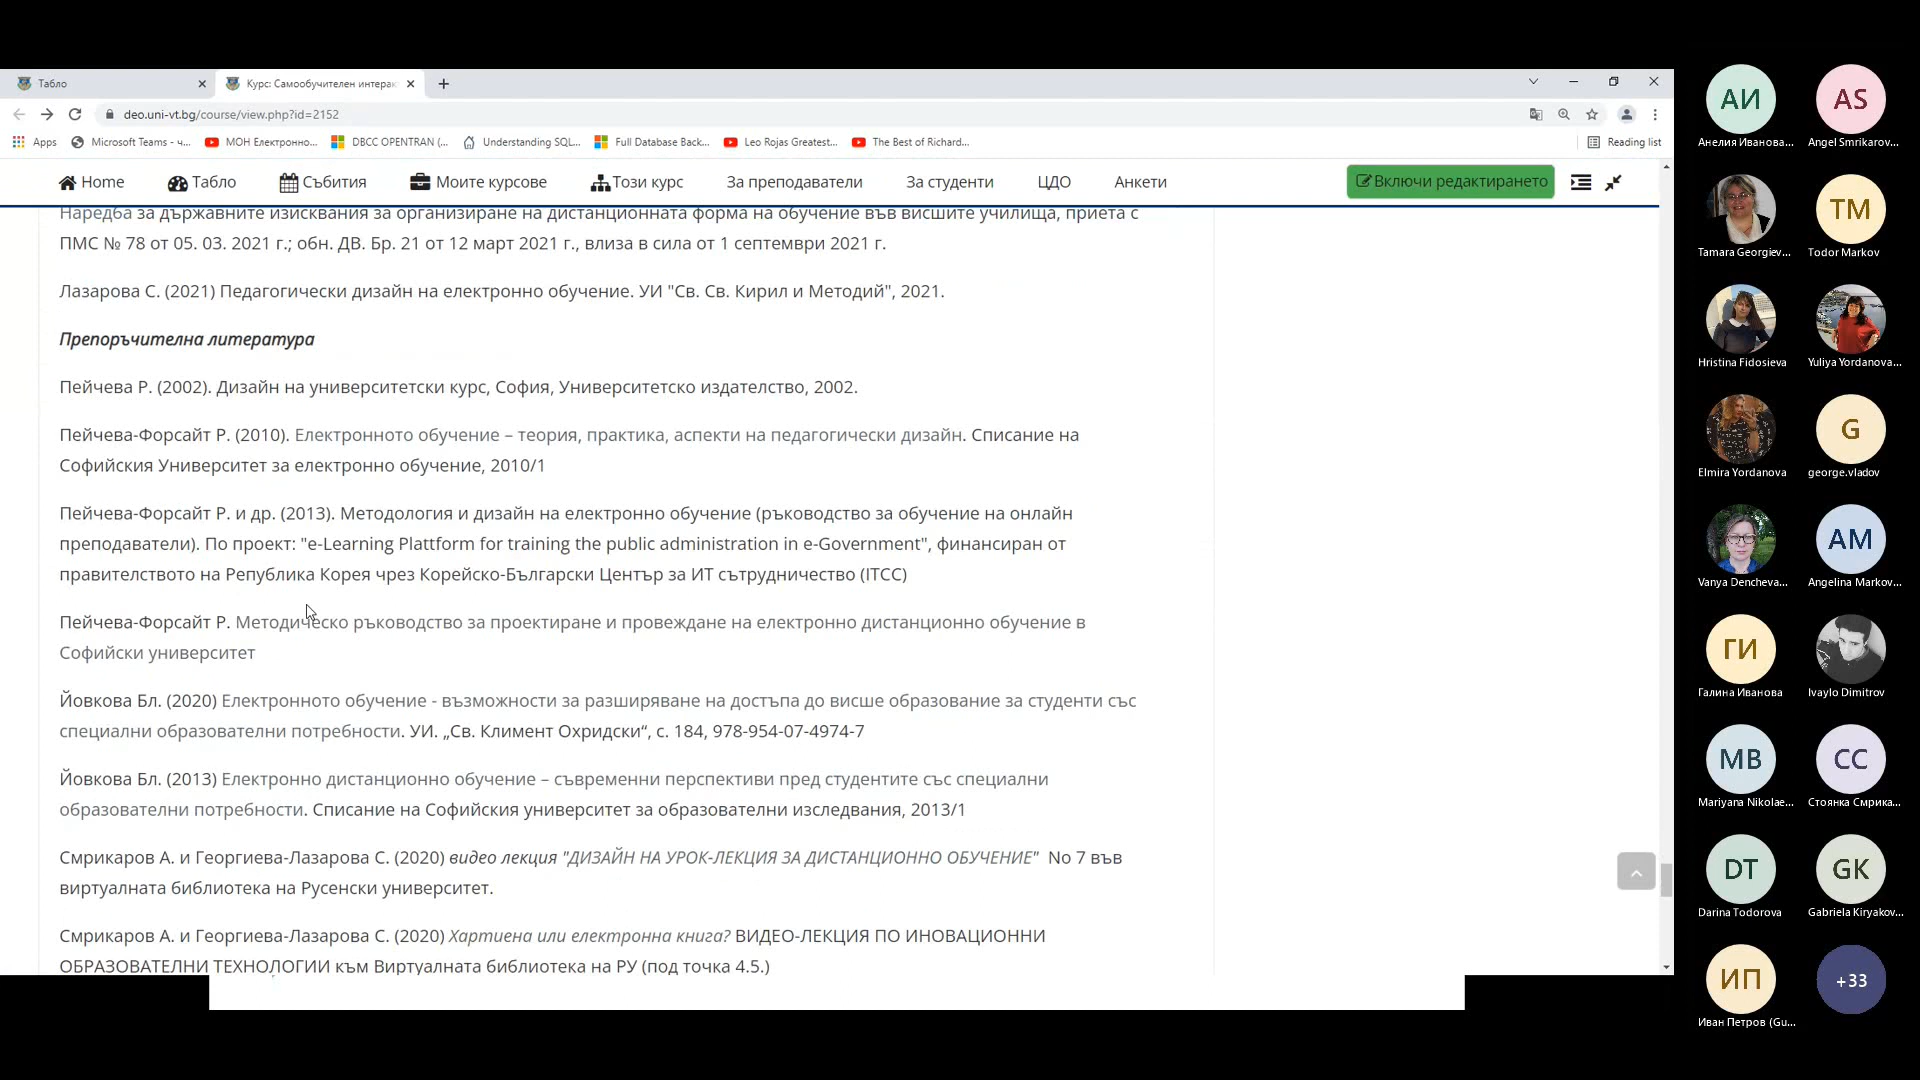 Табло
Курс: Самообучителен интерак
deo.uni-vt.bg/course/view.php?id=2152
Apps
Microsoft Teams - ч...
МОН Електронно...
DBCC OPENTRAN (...
Understanding SQL...
Full Database Back...
Leo Rojas Greatest...
The Best of Richard...
Reading list
Home
Табло
Събития
Моите курсове
Този курс
За преподаватели
За студенти
ЦДО
Анкети
Включи редактирането
Наредба за държавните изисквания за организиране на дистанционната форма на обучение във висшите училища, приета с
ПМС № 78 от 05. 03. 2021 г.; обн. ДВ. Бр. 21 от 12 март 2021 г., влиза в сила от 1 септември 2021 г.
Лазарова С. (2021) Педагогически дизайн на електронно обучение. УИ "Св. Св. Кирил и Методий", 2021.
Препоръчителна литература
Пейчева Р. (2002). Дизайн на университетски курс, София, Университетско издателство, 2002.
Пейчева-Форсайт Р. (2010). Електронното обучение – теория, практика, аспекти на педагогически дизайн. Списание на
Софийския Университет за електронно обучение, 2010/1
Пейчева-Форсайт Р. и др. (2013). Методология и дизайн на електронно обучение (ръководство за обучение на онлайн
преподаватели). По проект: "e-Learning Plattform for training the public administration in e-Government", финансиран от
правителството на Република Корея чрез Корейско-Български Център за ИТ сътрудничество (ITCC)
Пейчева-Форсайт Р. Методическо ръководство за проектиране и провеждане на електронно дистанционно обучение в
Софийски университет
Йовкова Бл. (2020) Електронното обучение - възможности за разширяване на достъпа до висше образование за студенти със
специални образователни потребности. УИ. „Св. Климент Охридски“, с. 184, 978-954-07-4974-7
Йовкова Бл. (2013) Електронно дистанционно обучение – съвременни перспективи пред студентите със специални
образователни потребности. Списание на Софийския университет за образователни изследвания, 2013/1
Смрикаров А. и Георгиева-Лазарова С. (2020) видео лекция "ДИЗАЙН НА УРОК-ЛЕКЦИЯ ЗА ДИСТАНЦИОННО ОБУЧЕНИЕ" No 7 във
виртуалната библиотека на Русенски университет.
Смрикаров А. и Георгиева-Лазарова С. (2020) Хартиена или електронна книга? ВИДЕО-ЛЕКЦИЯ ПО ИНОВАЦИОННИ
ОБРАЗОВАТЕЛНИ ТЕХНОЛОГИИ към Виртуалната библиотека на РУ (под точка 4.5.)
АИ
AS
Анелия Иванова...
Angel Smrikarov...
TM
Tamara Georgiev...
Todor Markov
Hristina Fidosieva
Yuliya Yordanova...
G
Elmira Yordanova
george.vladov
AM
Vanya Dencheva...
Angelina Markov...
ГИ
Галина Иванова
Ivaylo Dimitrov
MB
CC
Mariyana Nikolae...
Стоянка Смрика...
DT
GK
Darina Todorova
Gabriela Kiryakov...
ИП
+33
Иван Петров (Gu...